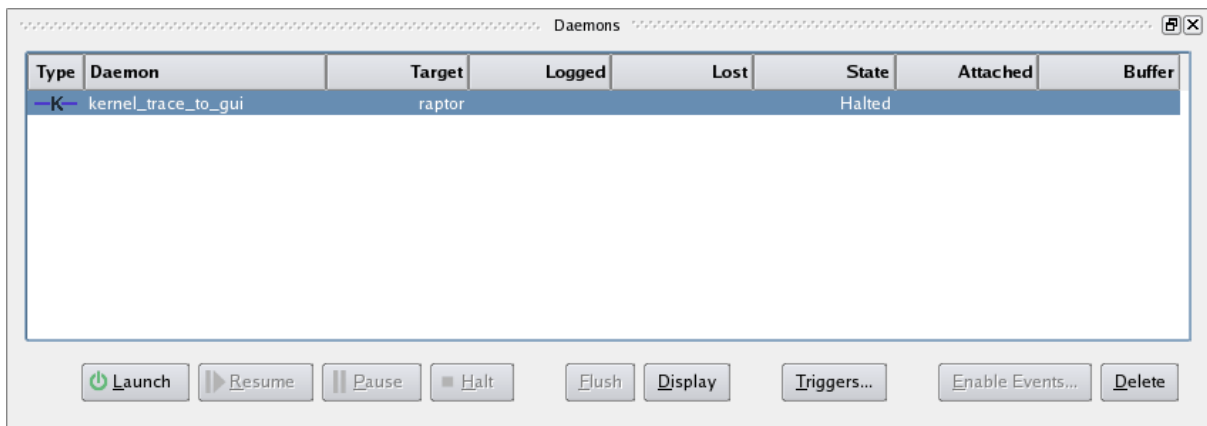 Daemons
Type Daemon Target Logged Lost State Attached Buffer
K kernel_trace_to_gui raptor Halted
Launch Resume Pause Halt Flush Display Triggers... Enable Events... Delete